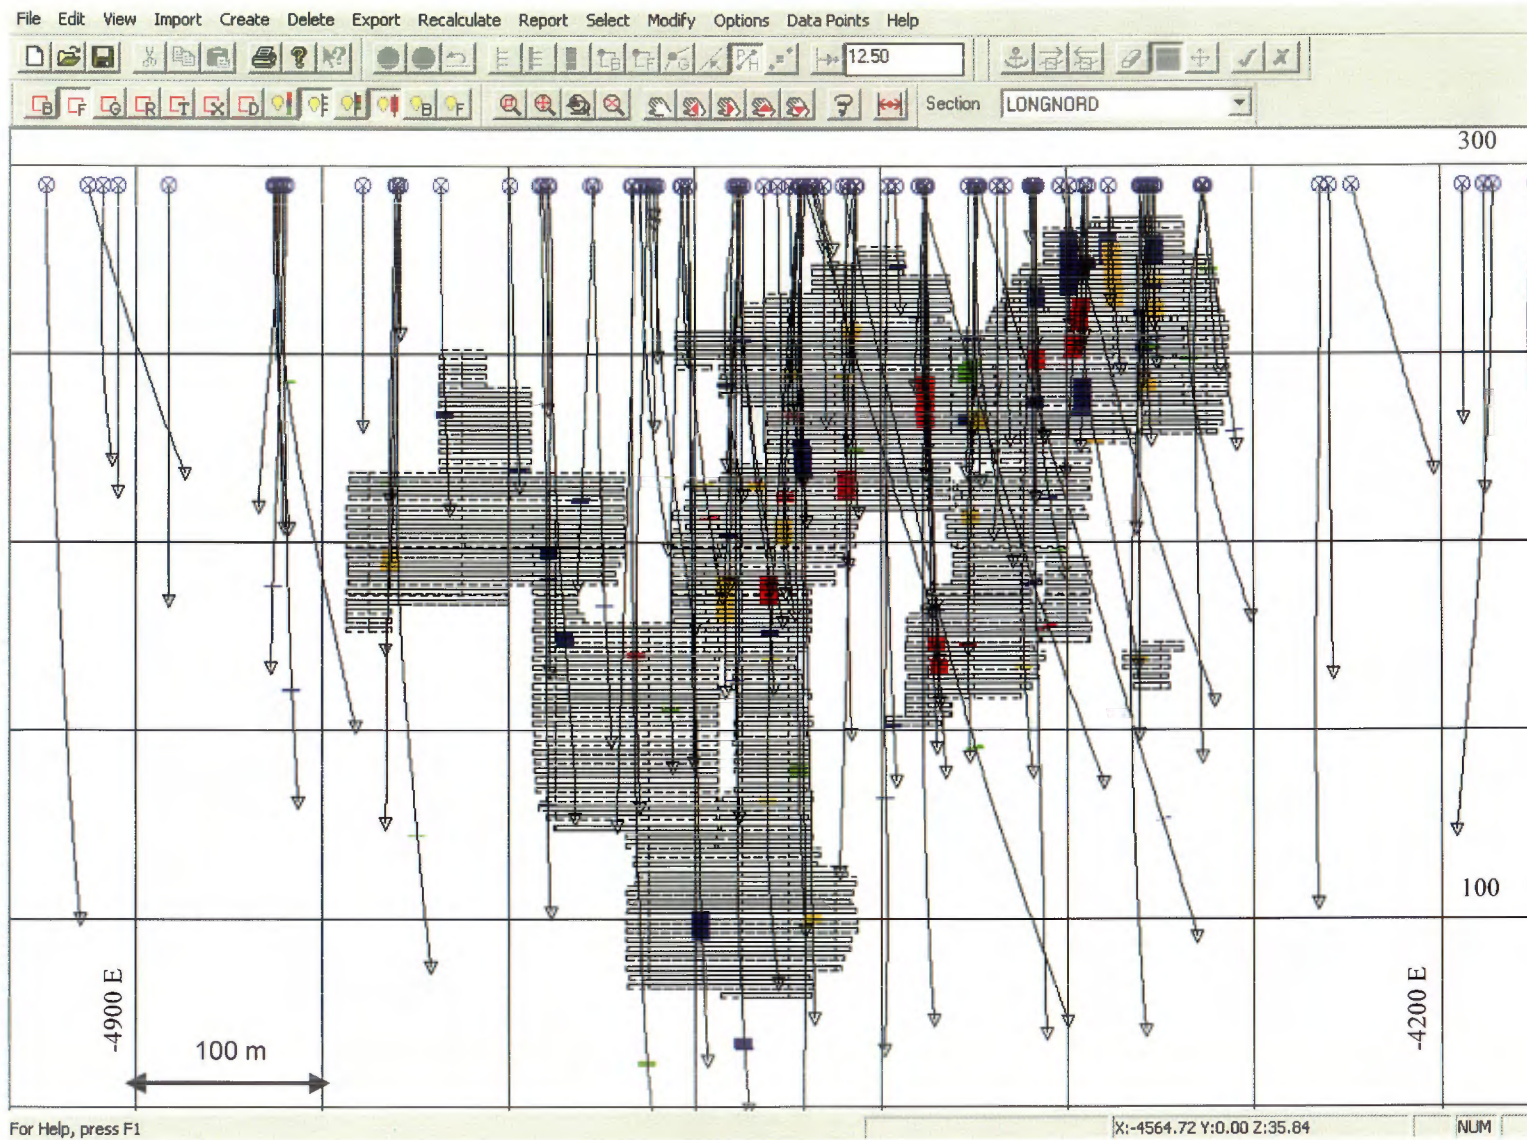 File Edit View Import Create Delete Export Recalculate Report Select Modify Options Data Points Help
12.50
B F G R T X D B F Section LONGNORD
300
100
-4900 E
-4200 E
100 m
For Help, press F1 X:-4564.72 Y:0.00 Z:35.84 NUM